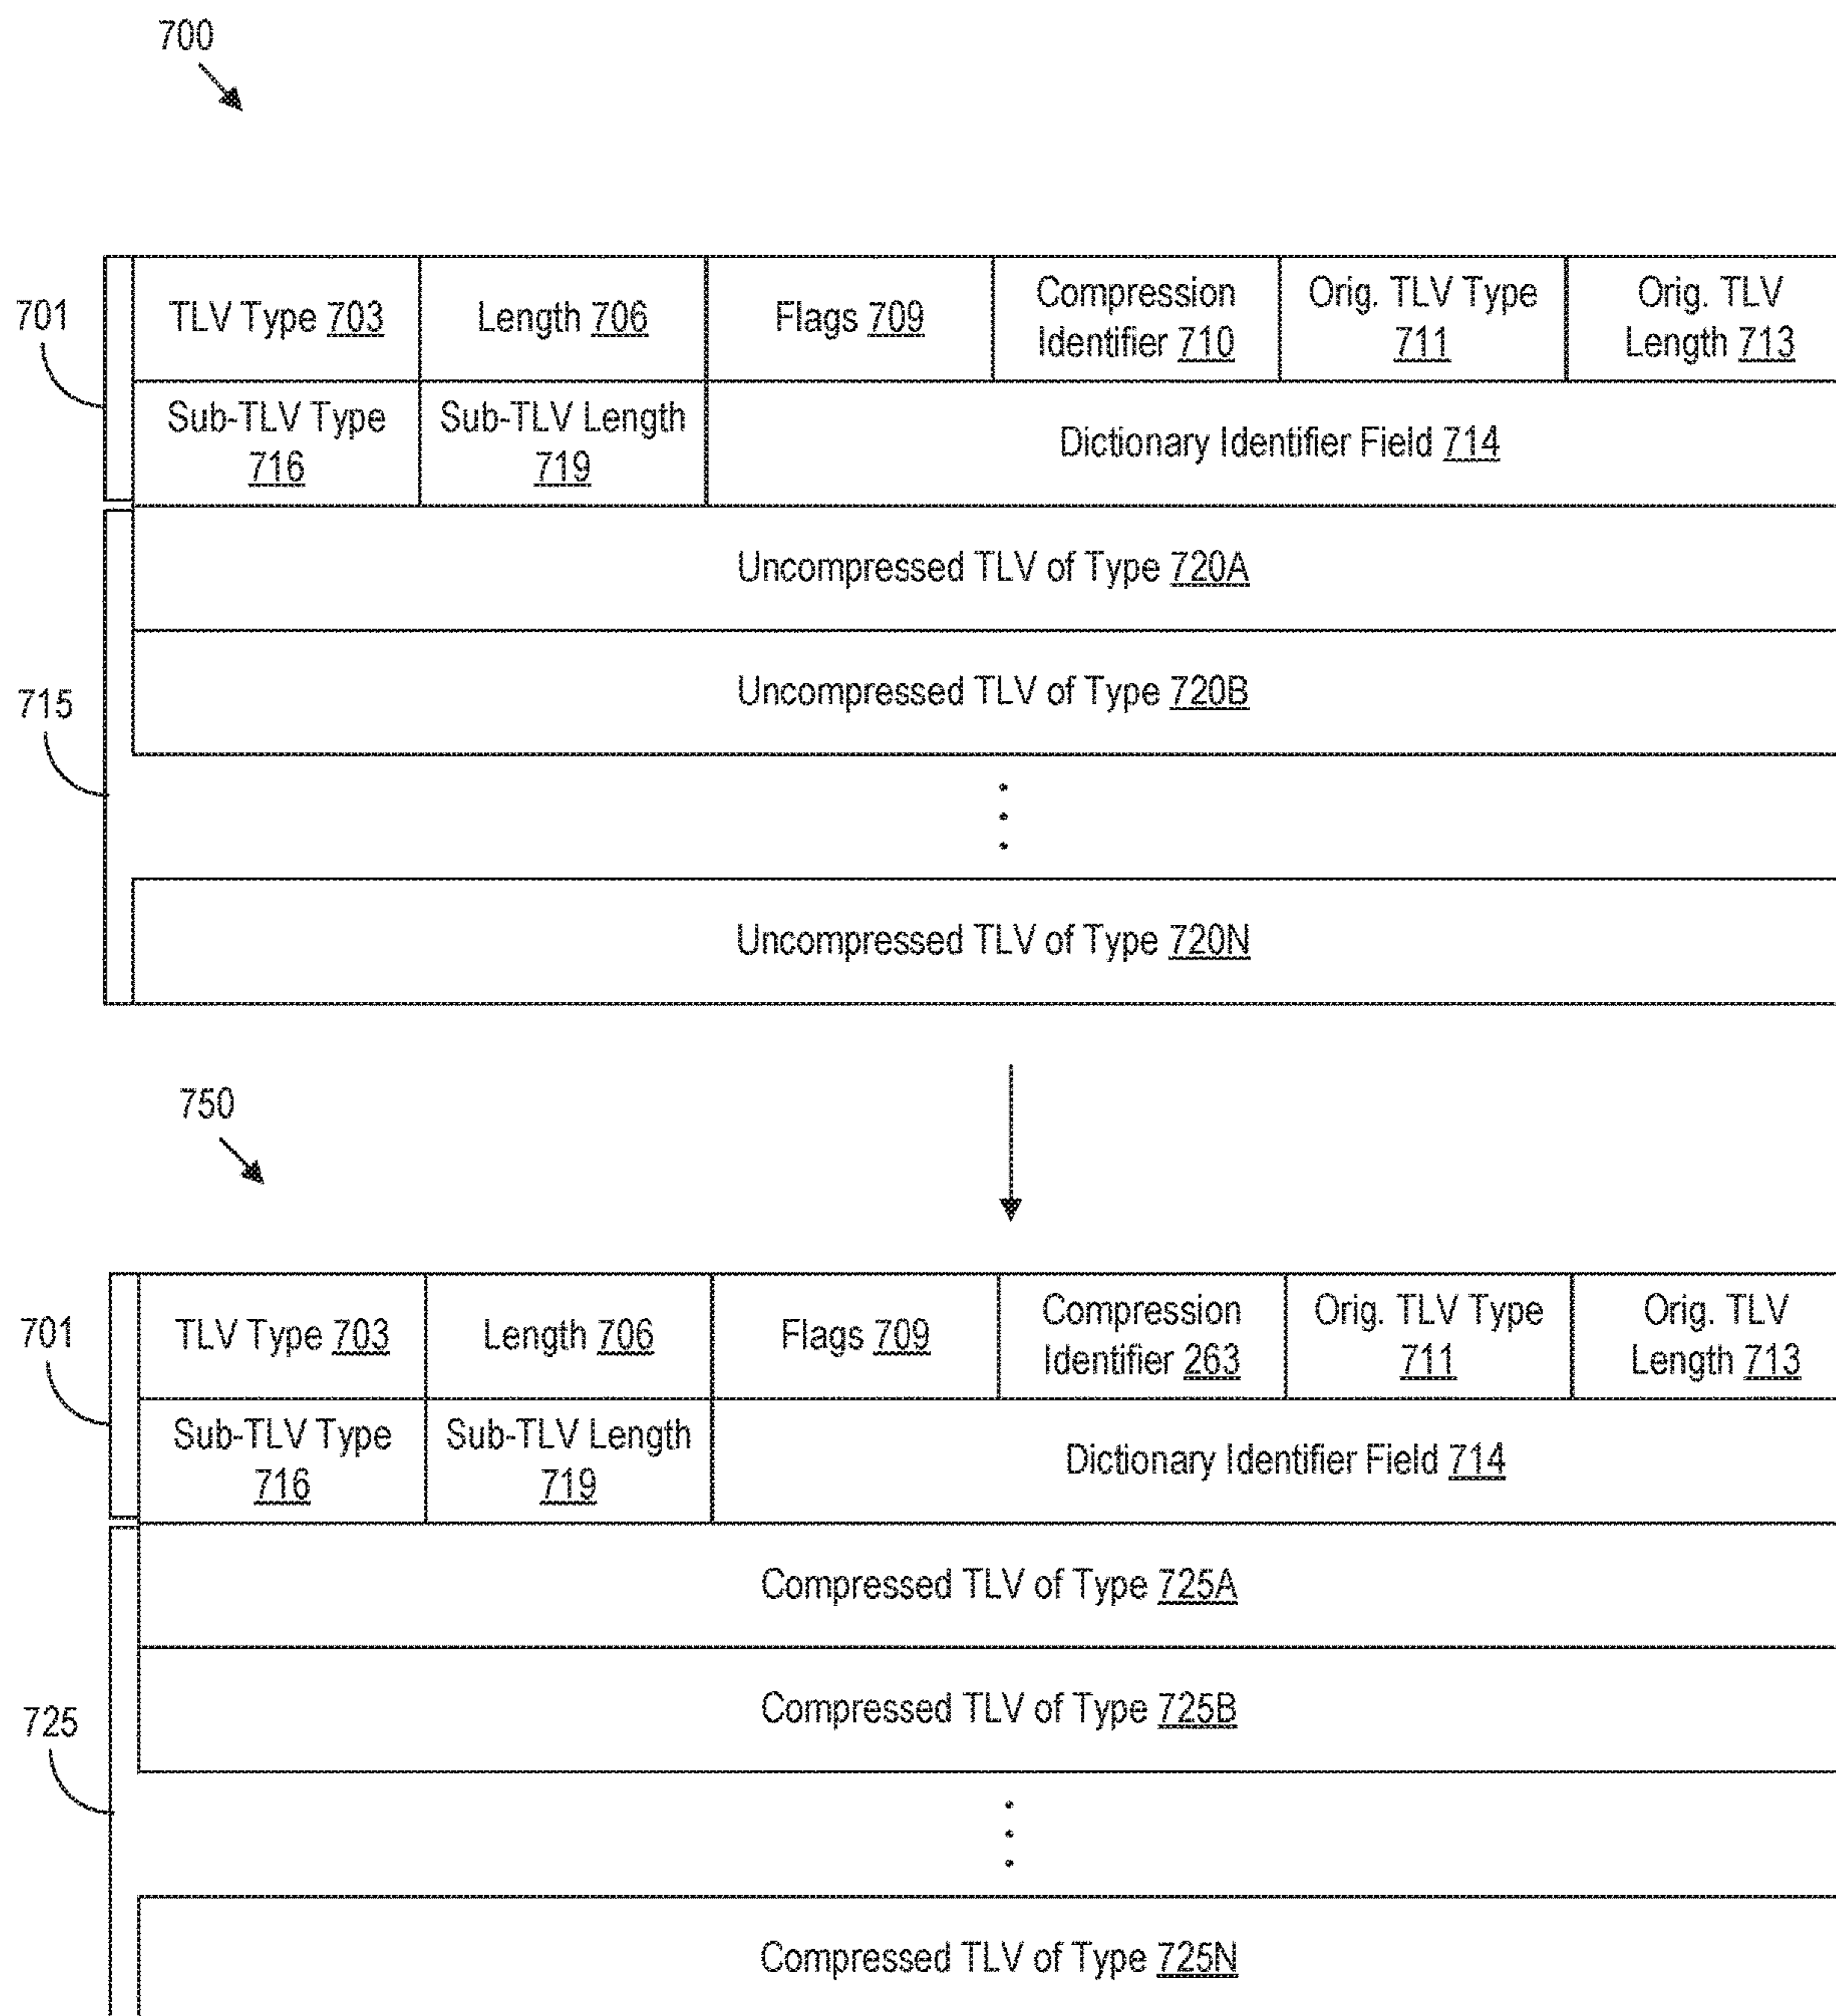 700
701
TLV Type 703
Length 706
Flags 709
Compression
Identifier 710
Orig. TLV Type
711
Orig. TLV
Length 713
Sub-TLV Type
716
Sub-TLV Length
719
Dictionary Identifier Field 714
715
Uncompressed TLV of Type 720A
Uncompressed TLV of Type 720B
Uncompressed TLV of Type 720N
750
701
TLV Type 703
Length 706
Flags 709
Compression
Identifier 263
Orig. TLV Type
711
Orig. TLV
Length 713
Sub-TLV Type
716
Sub-TLV Length
719
Dictionary Identifier Field 714
725
Compressed TLV of Type 725A
Compressed TLV of Type 725B
Compressed TLV of Type 725N